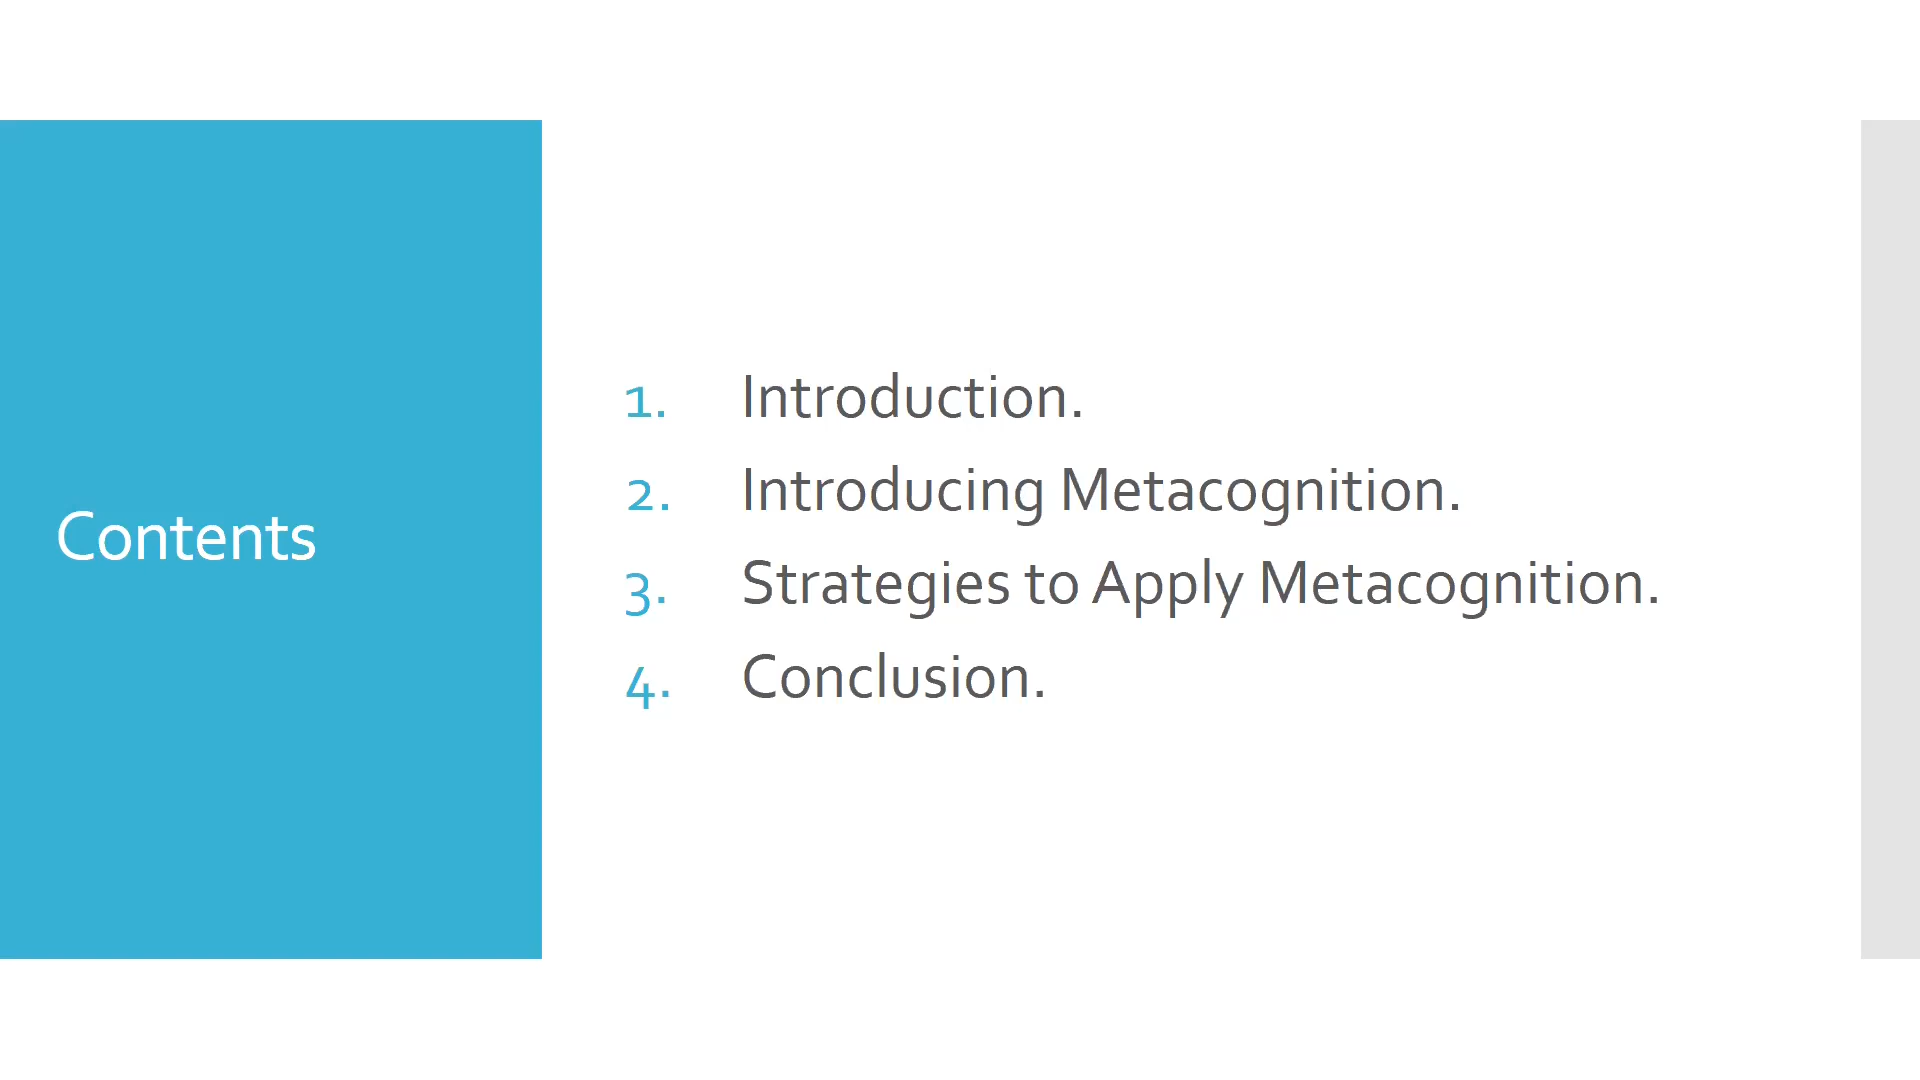 Contents
1. Introduction.
2. Introducing Metacognition.
3. Strategies to Apply Metacognition.
4. Conclusion.